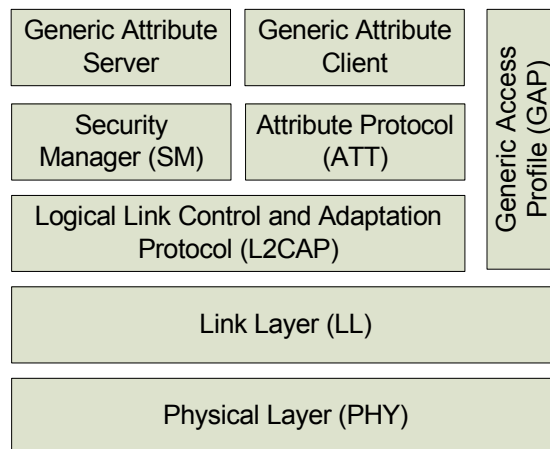 Generic Attribute
Server
Generic Attribute
Client
Generic Access
Profile (GAP)
Security
Manager (SM)
Attribute Protocol
(ATT)
Logical Link Control and Adaptation
Protocol (L2CAP)
Link Layer (LL)
Physical Layer (PHY)